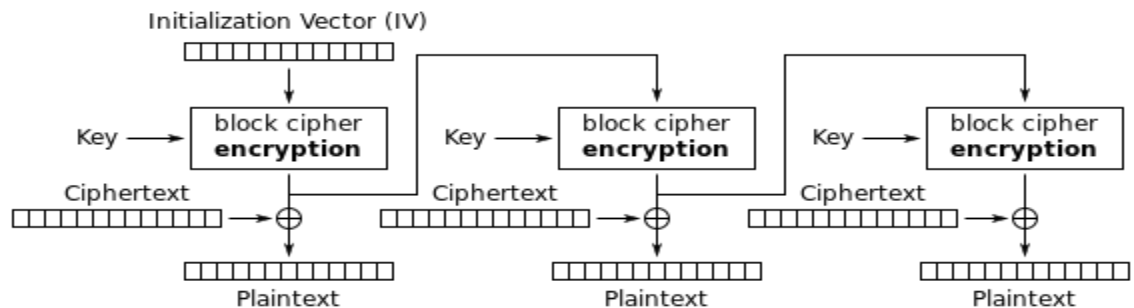 Initialization Vector (IV)
Key
block cipher
encryption
Key
block cipher
encryption
Key
block cipher
encryption
Ciphertext
Ciphertext
Ciphertext
Plaintext
Plaintext
Plaintext